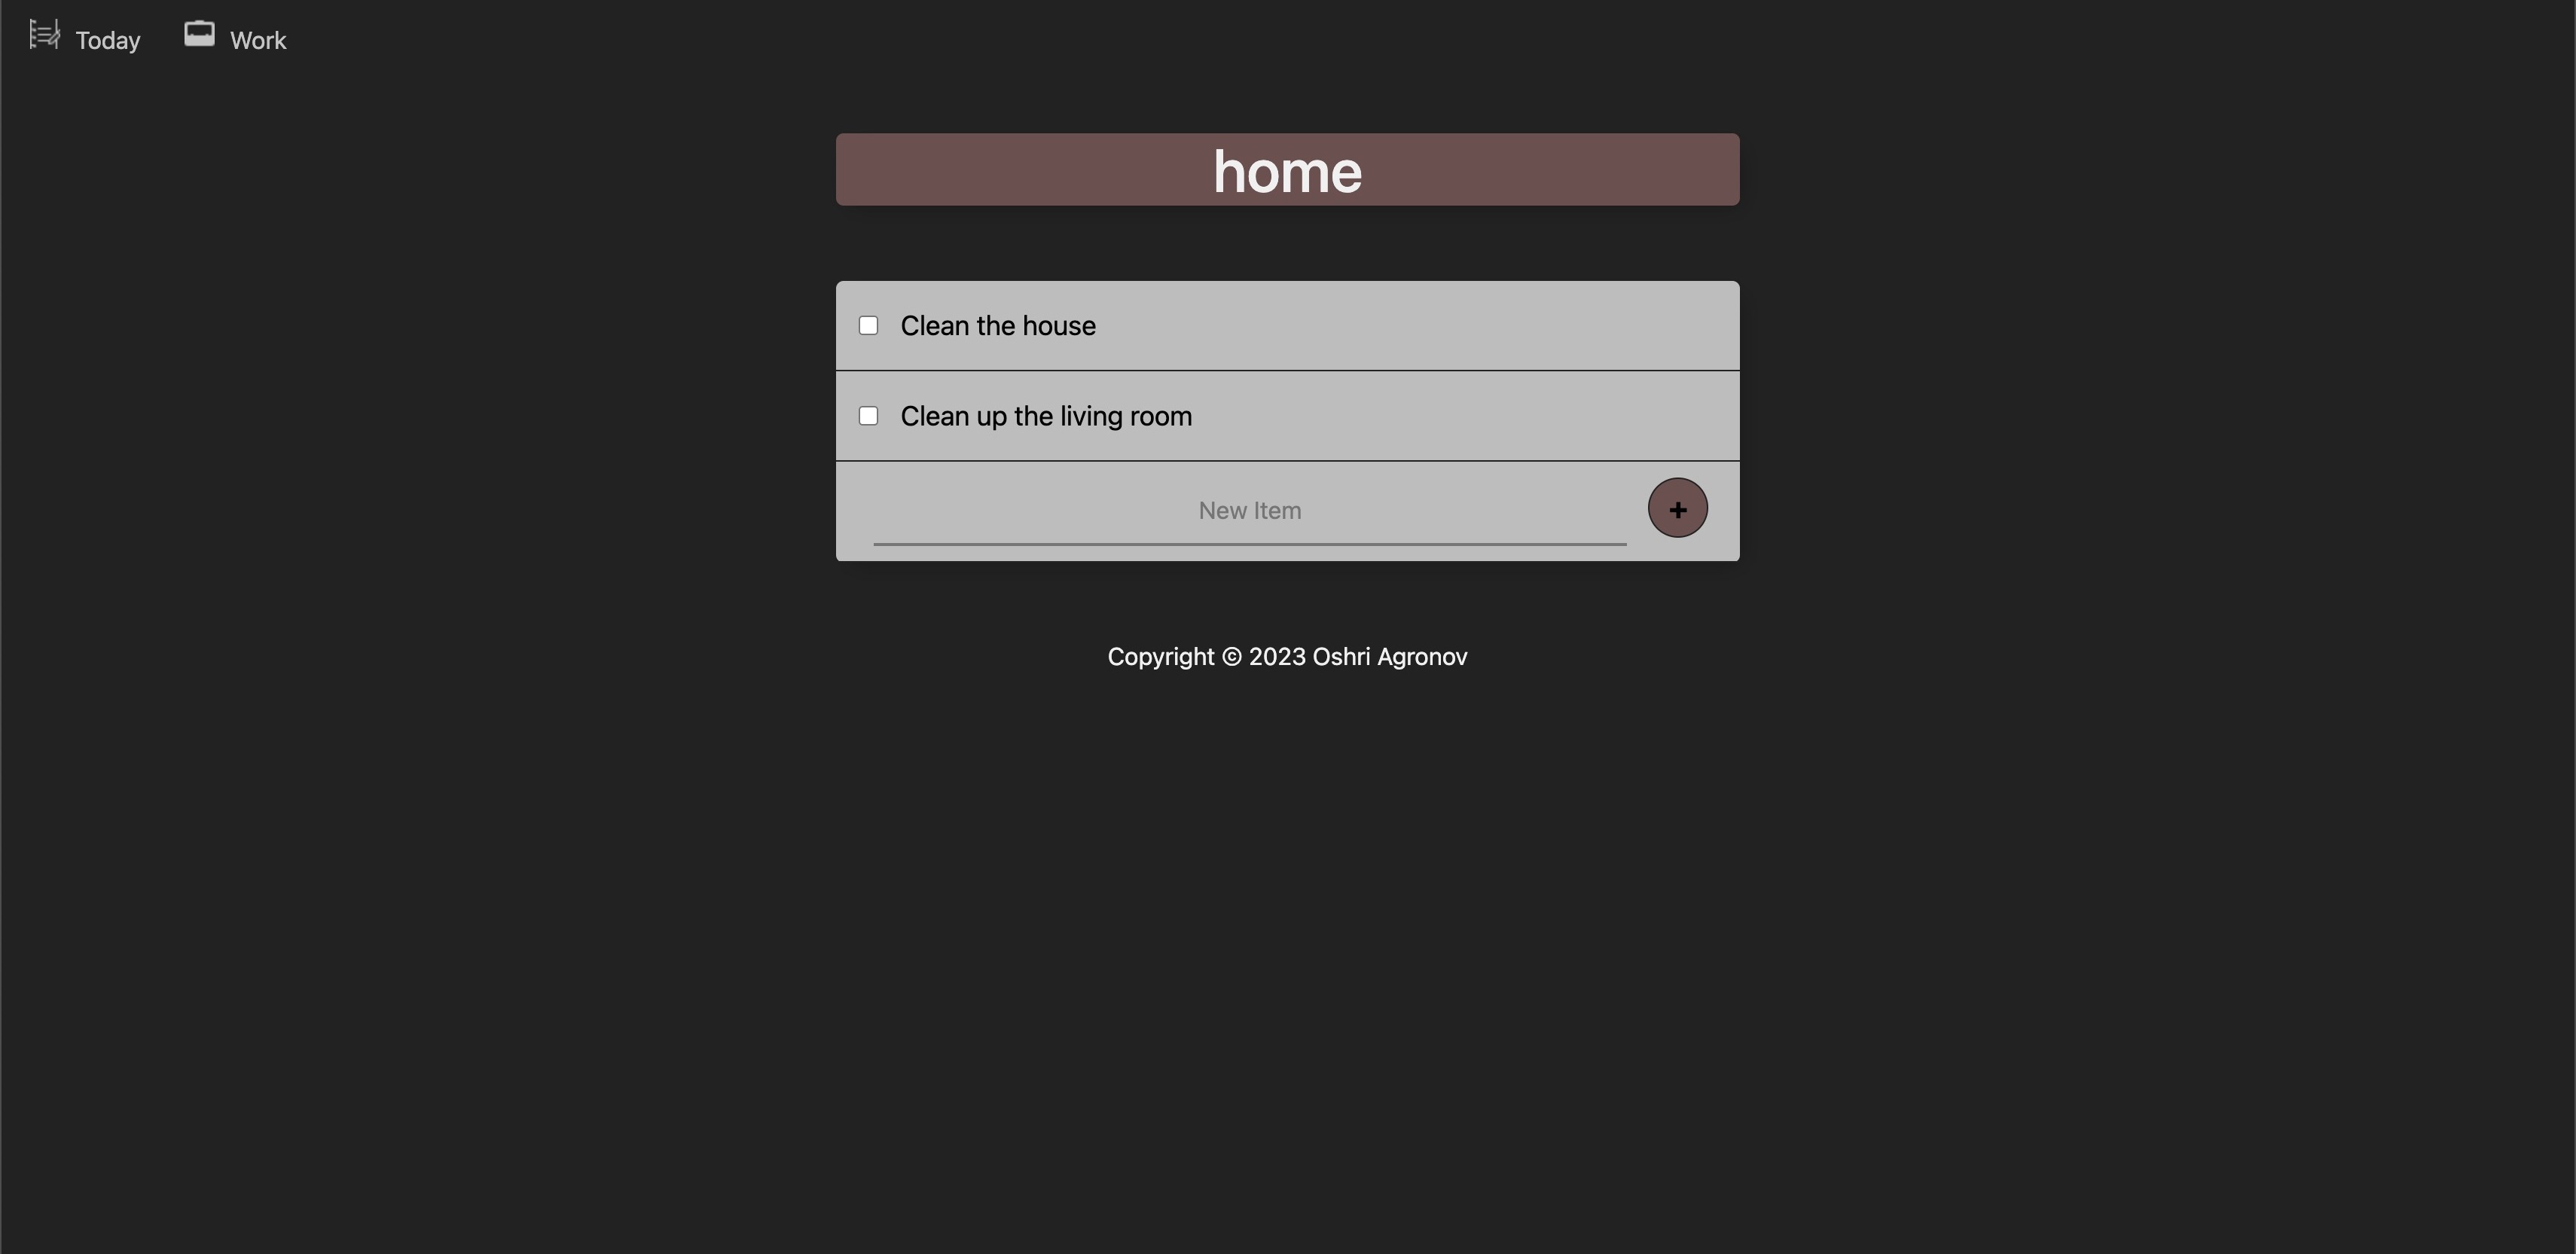 Today
Work
home
Clean the house
Clean up the living room
New Item
+
Copyright © 2023 Oshri Agronov